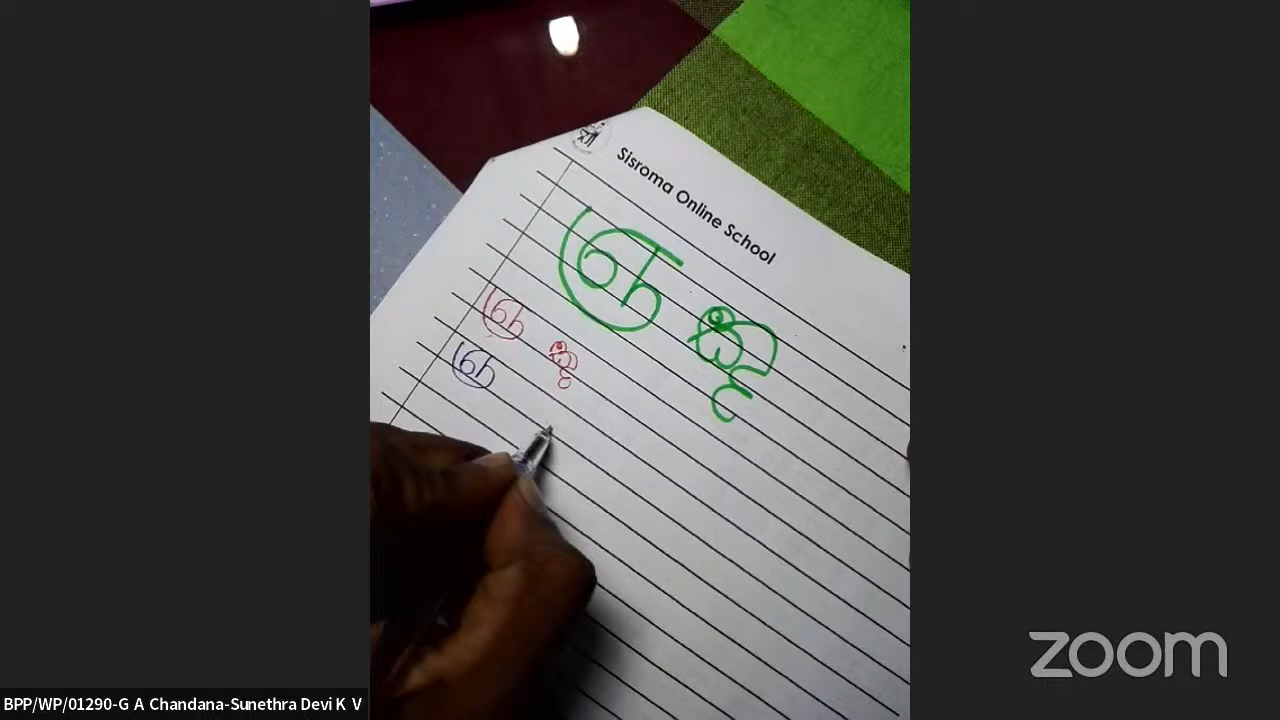 Sisroma Online School
ஞு ඤු
ஞு ඤු
ஞு
BPP/WP/01290-G A Chandana-Sunethra Devi K V
zoom